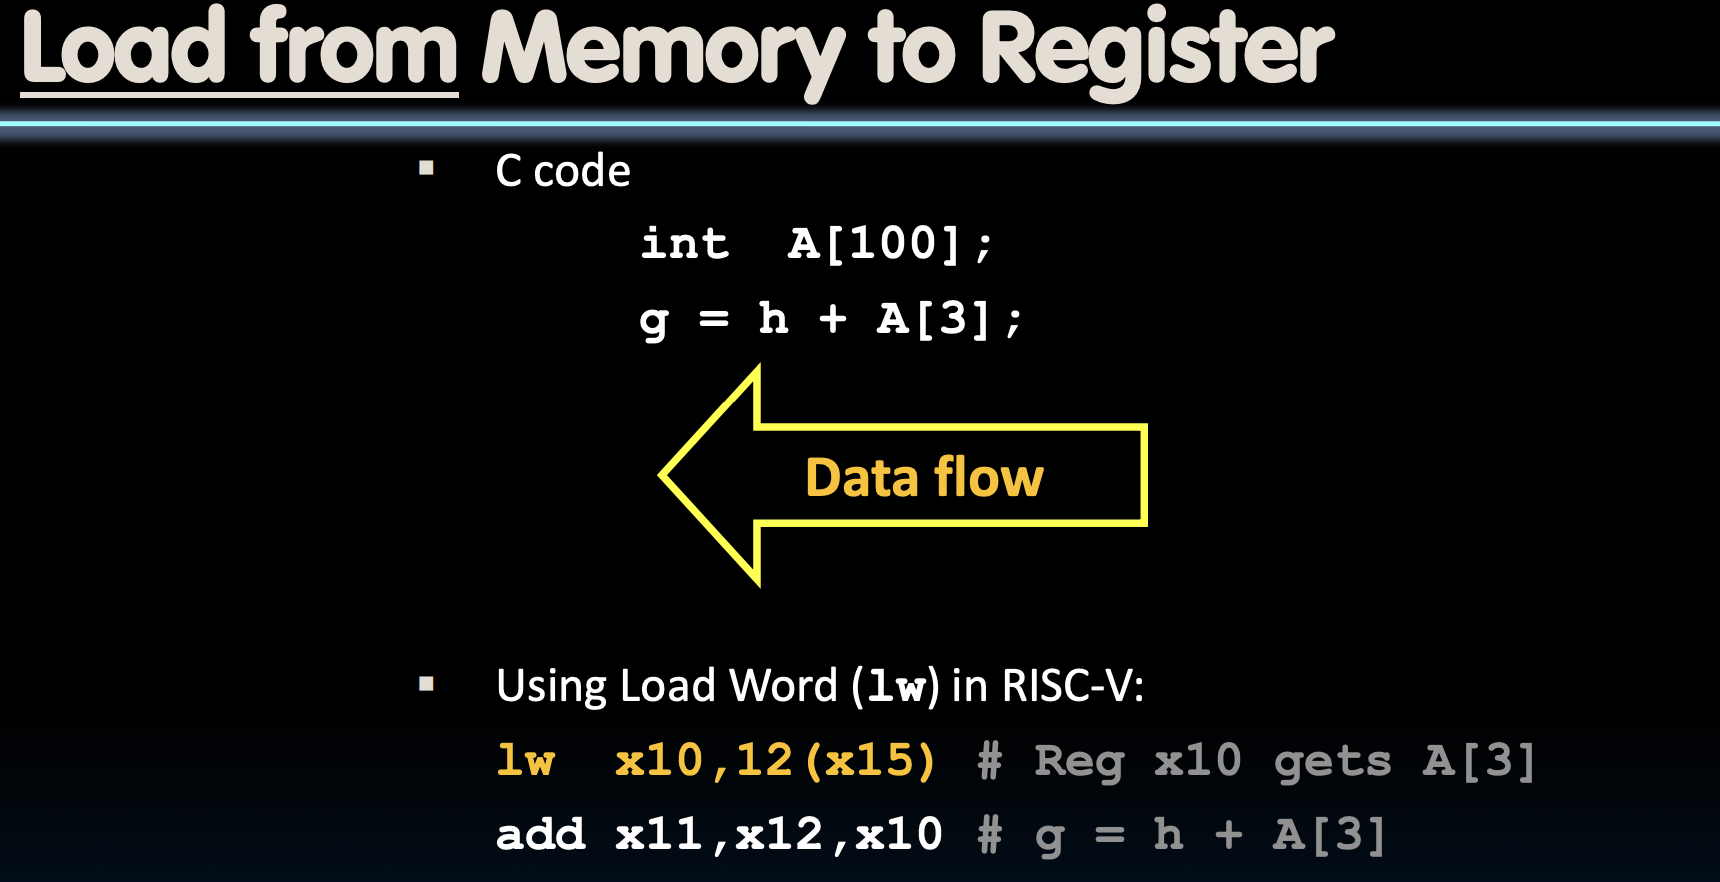 Load from Memory to Register
▪ C code
int  A[100];
g = h + A[3];
Data flow
▪ Using Load Word (lw) in RISC-V:
lw  x10,12(x15) # Reg x10 gets A[3]
add x11,x12,x10 # g = h + A[3]